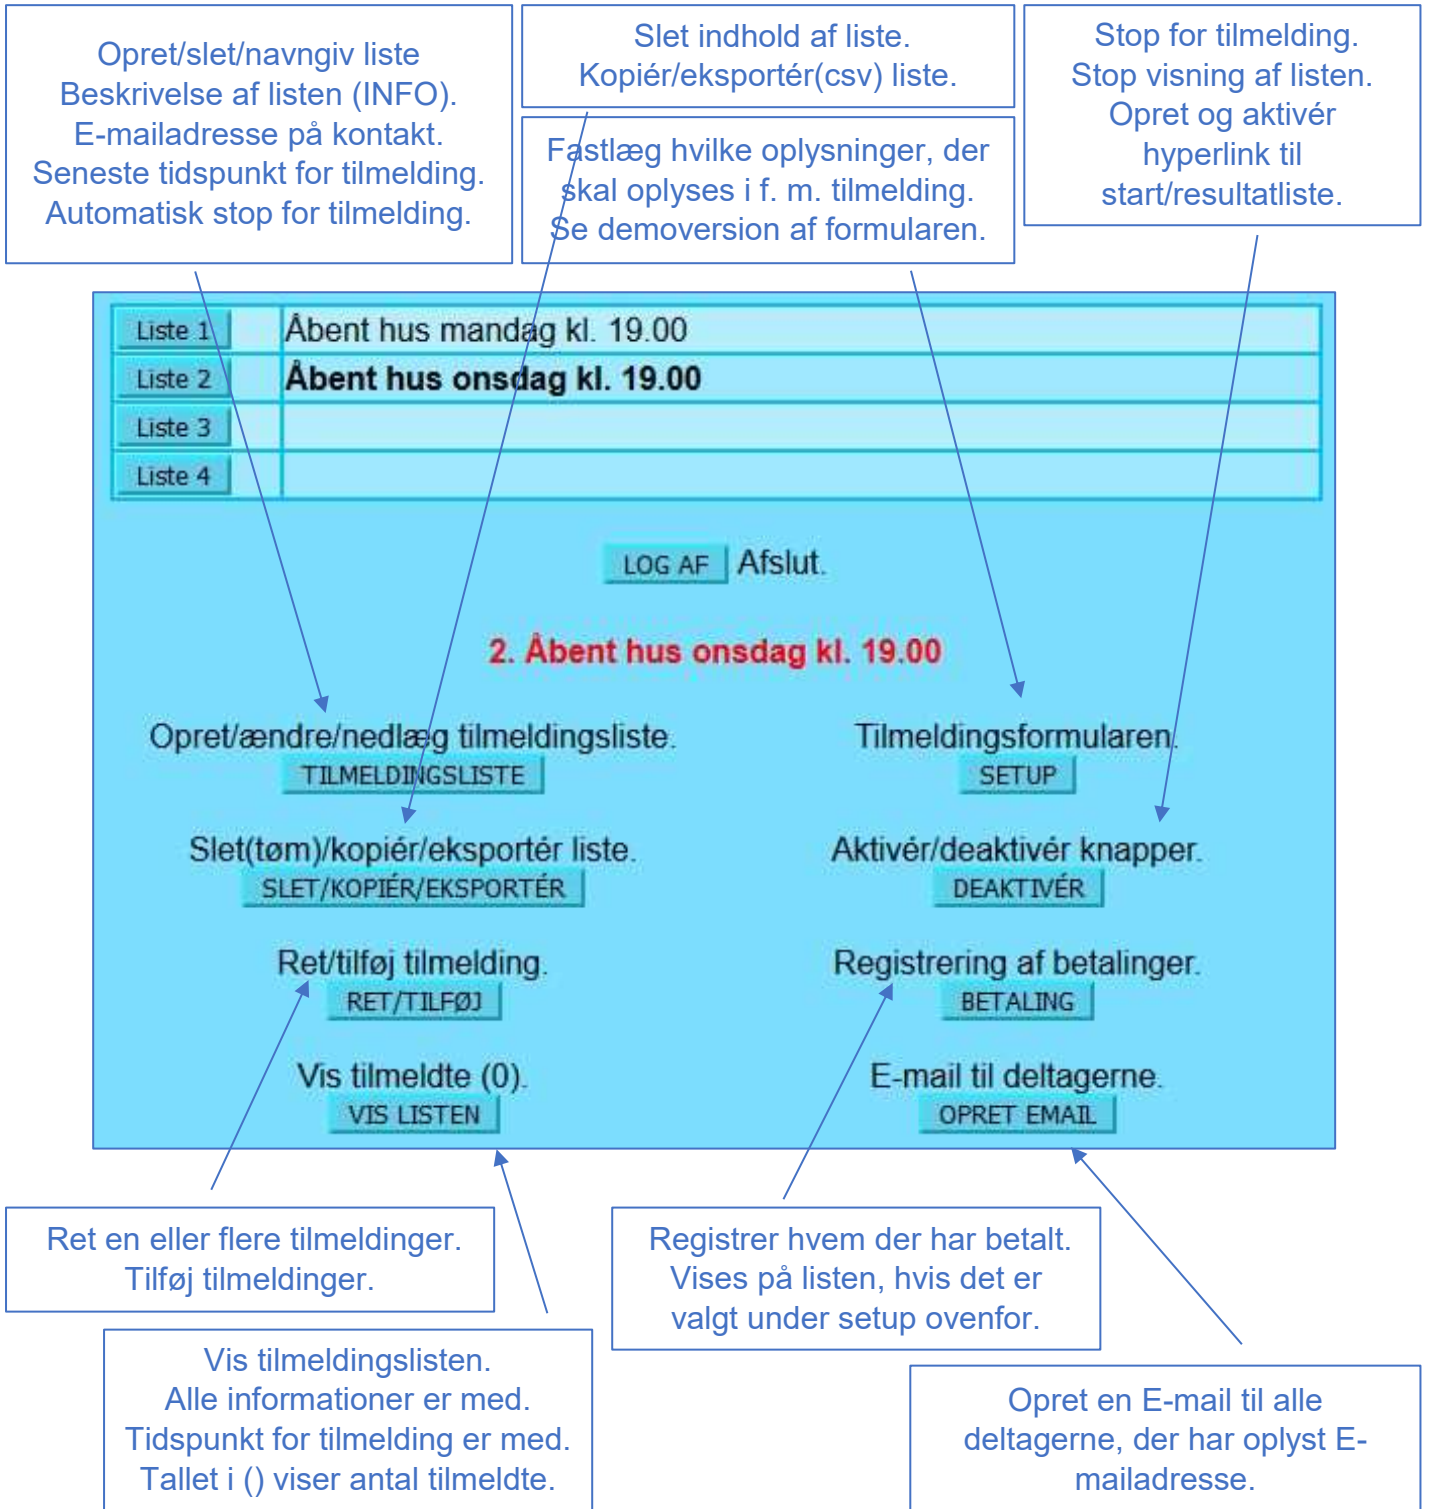 Opret/slet/navngiv liste
Beskrivelse af listen (INFO).
E-mailadresse på kontakt.
Seneste tidspunkt for tilmelding.
Automatisk stop for tilmelding.
Slet indhold af liste.
Kopiér/eksportér(csv) liste.
Fastlæg hvilke oplysninger, der
skal oplyses i f. m. tilmelding.
Se demoversion af formularen.
Stop for tilmelding.
Stop visning af listen.
Opret og aktivér
hyperlink til
start/resultatliste.
Liste 1 Åbent hus mandag kl. 19.00
Liste 2 Åbent hus onsdag kl. 19.00
Liste 3
Liste 4
LOG AF Afslut.
2. Åbent hus onsdag kl. 19.00
Opret/ændre/nedlæg tilmeldingsliste.
TILMELDINGSLISTE
Tilmeldingsformularen.
SETUP
Slet(tøm)/kopiér/eksportér liste.
SLET/KOPIÉR/EKSPORTÉR
Aktivér/deaktivér knapper.
DEAKTIVÉR
Ret/tilføj tilmelding.
RET/TILFØJ
Registrering af betalinger.
BETALING
Vis tilmeldte (0).
VIS LISTEN
E-mail til deltagerne.
OPRET EMAIL
Ret en eller flere tilmeldinger.
Tilføj tilmeldinger.
Registrer hvem der har betalt.
Vises på listen, hvis det er
valgt under setup ovenfor.
Vis tilmeldingslisten.
Alle informationer er med.
Tidspunkt for tilmelding er med.
Tallet i () viser antal tilmeldte.
Opret en E-mail til alle
deltagerne, der har oplyst E-
mailadresse.